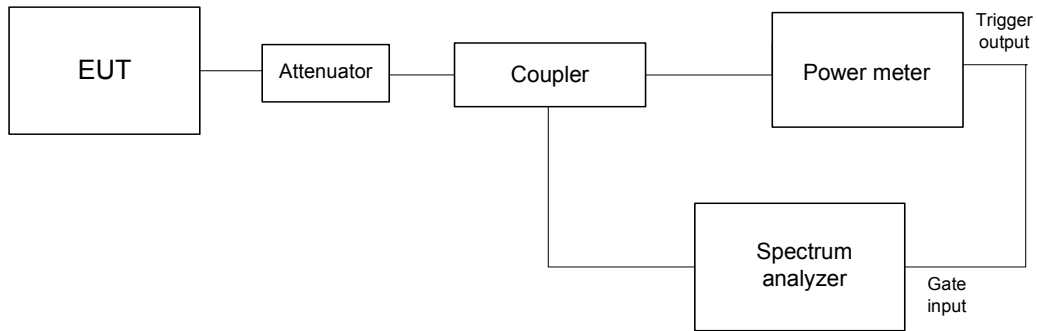 EUT
Attenuator
Coupler
Power meter
Trigger
output
Spectrum
analyzer
Gate
input